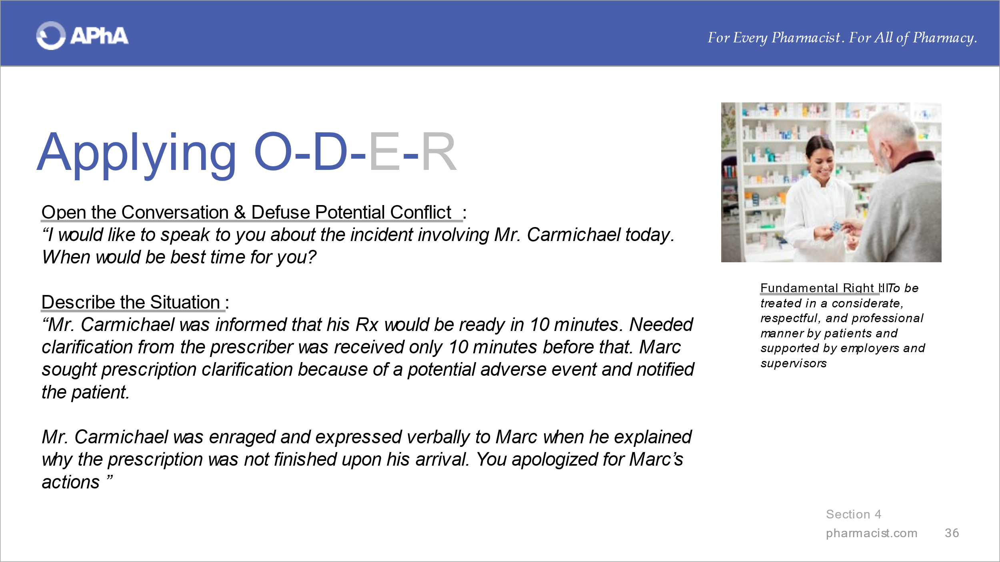 APhA
For Every Pharmacist. For All of Pharmacy.
Applying O-D-E-R
Open the Conversation & Defuse Potential Conflict :
“I would like to speak to you about the incident involving Mr. Carmichael today.
When would be best time for you?
Describe the Situation :
“Mr. Carmichael was informed that his Rx would be ready in 10 minutes. Needed
clarification from the prescriber was received only 10 minutes before that. Marc
sought prescription clarification because of a potential adverse event and notified
the patient.
Mr. Carmichael was enraged and expressed verbally to Marc when he explained
why the prescription was not finished upon his arrival. You apologized for Marc’s
actions ”
Fundamental Right III: To be
treated in a considerate,
respectful, and professional
manner by patients and
supported by employers and
supervisors
Section 4
pharmacist.com 36